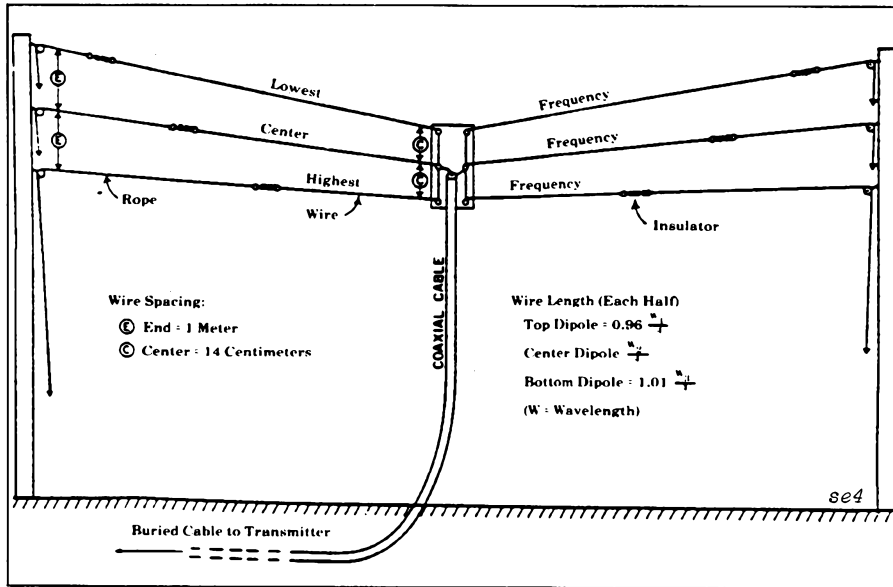 Ⓔ
Ⓔ
Lowest
Center
Highest
Rope
Wire
Ⓒ
Ⓒ
Frequency
Frequency
Frequency
Insulator
COAXIAL CABLE
Wire Spacing:
Ⓔ End = 1 Meter
Ⓒ Center = 14 Centimeters
Wire Length (Each Half)
Top Dipole = 0.96
Center Dipole
Bottom Dipole = 1.01
(W = Wavelength)
se4
Buried Cable to Transmitter